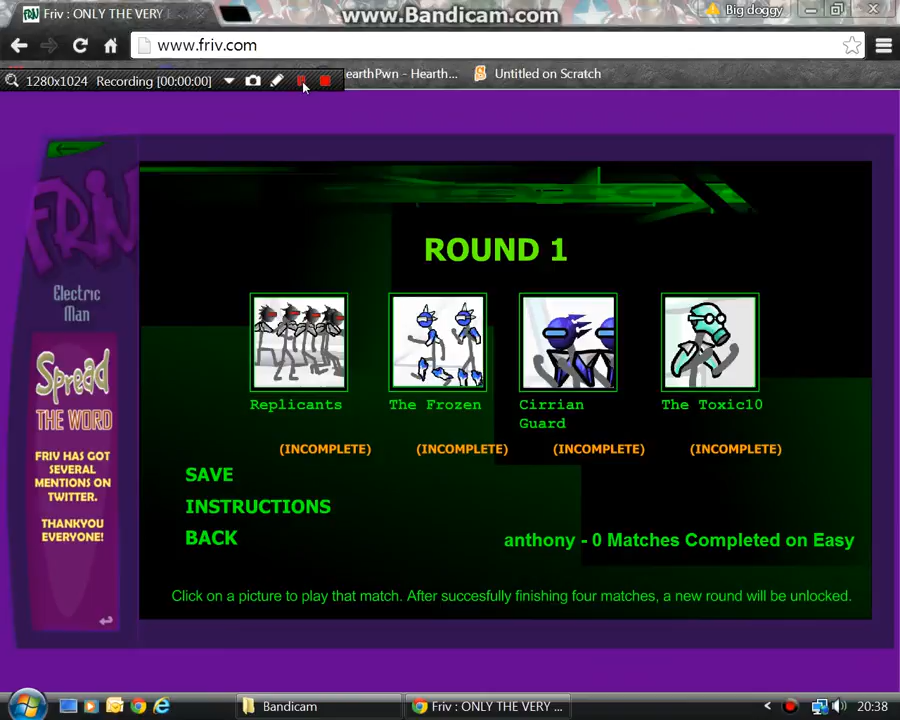 www.Bandicam.com
Friv : ONLY THE VERY
Big doggy
www.friv.com
1280x1024 Recording [00:00:00]
earthPwn - Hearth...
Untitled on Scratch
FRIV
Electric
Man
Spread
THE WORD
FRIV HAS GOT
SEVERAL
MENTIONS ON
TWITTER.
THANKYOU
EVERYONE!
ROUND 1
Replicants
The Frozen
Cirrian
Guard
The Toxic10
(INCOMPLETE)
(INCOMPLETE)
(INCOMPLETE)
(INCOMPLETE)
SAVE
INSTRUCTIONS
BACK
anthony - 0 Matches Completed on Easy
Click on a picture to play that match. After succesfully finishing four matches, a new round will be unlocked.
Bandicam
Friv : ONLY THE VERY ...
20:38